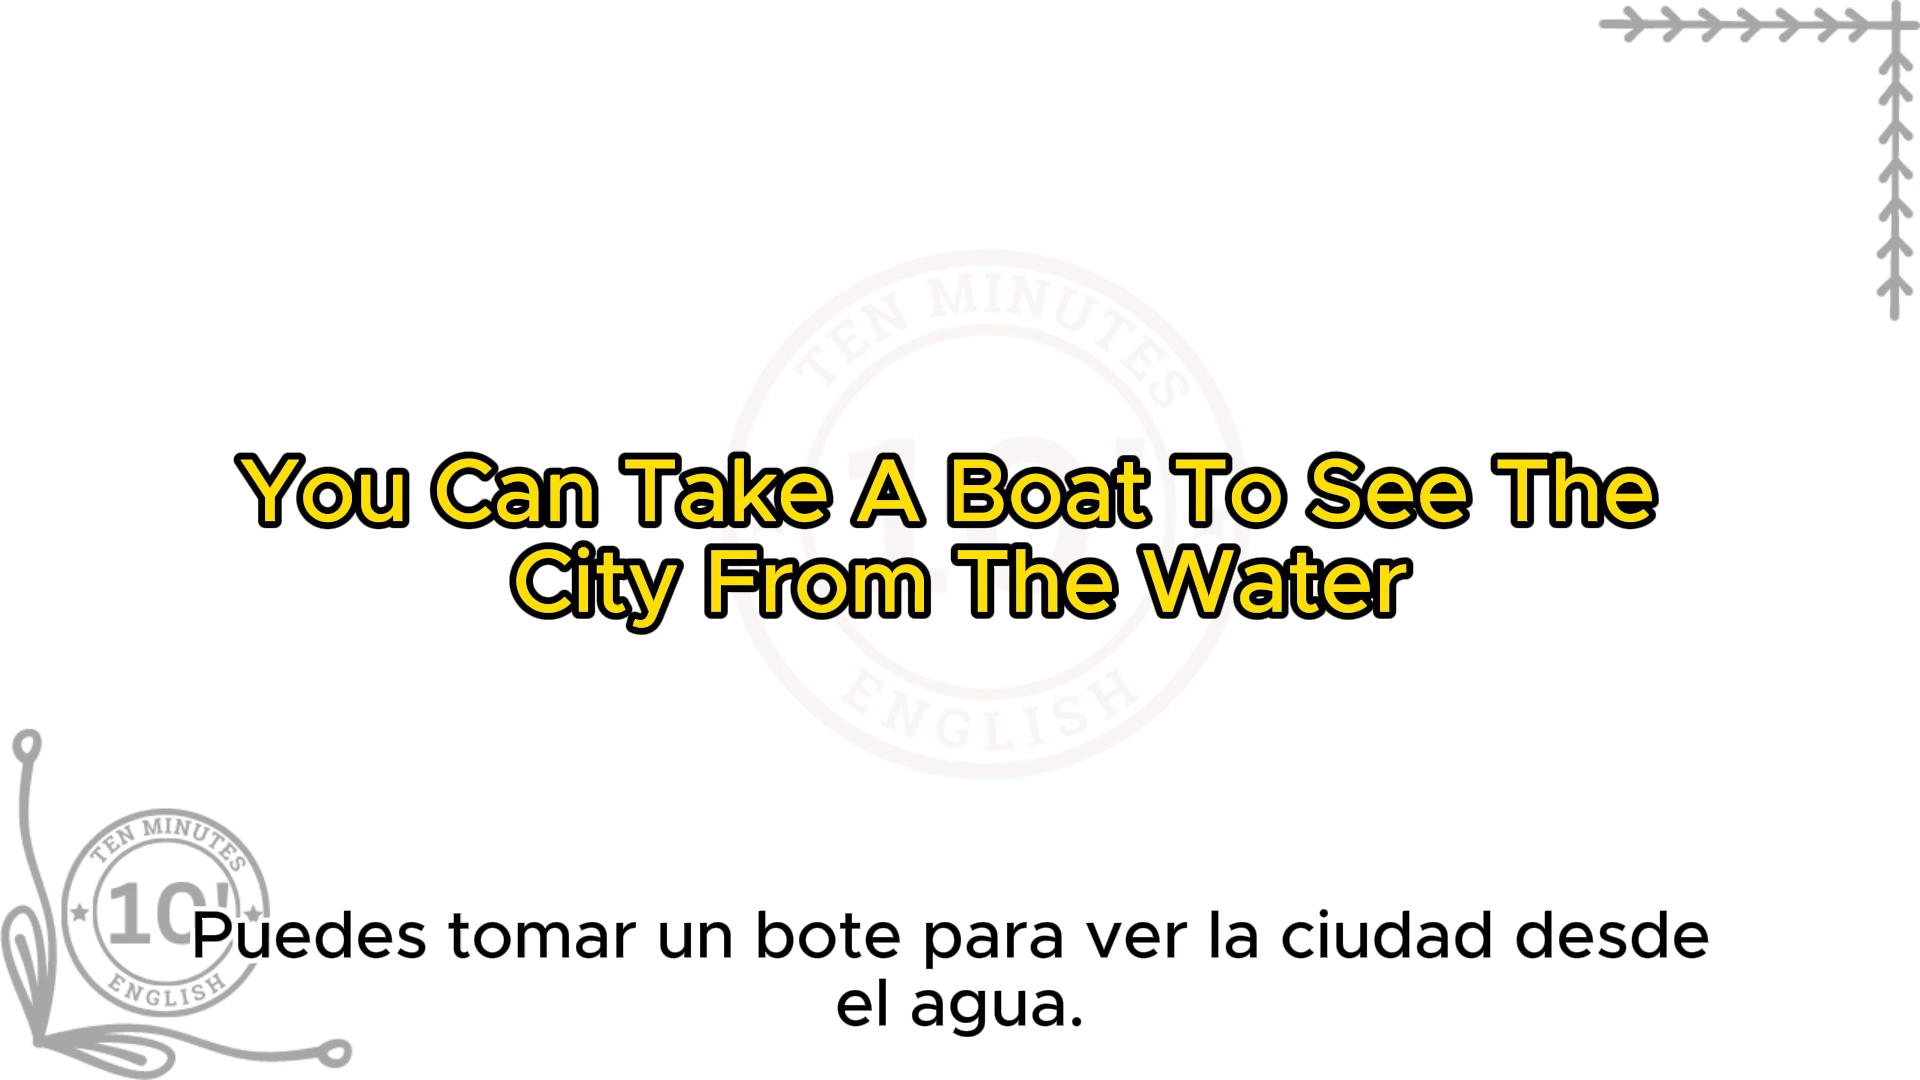 TEN MINUTES
10'
ENGLISH
You Can Take A Boat To See The
City From The Water
TEN MINUTES
10'
ENGLISH
Puedes tomar un bote para ver la ciudad desde
el agua.